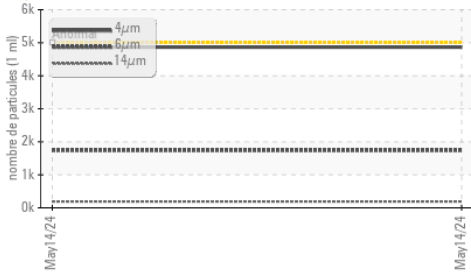 6k
5k
4k
3k
2k
1k
0k
nombre de particules (1 ml)
4µm
Anormal
6µm
14µm
May14/24
May14/24